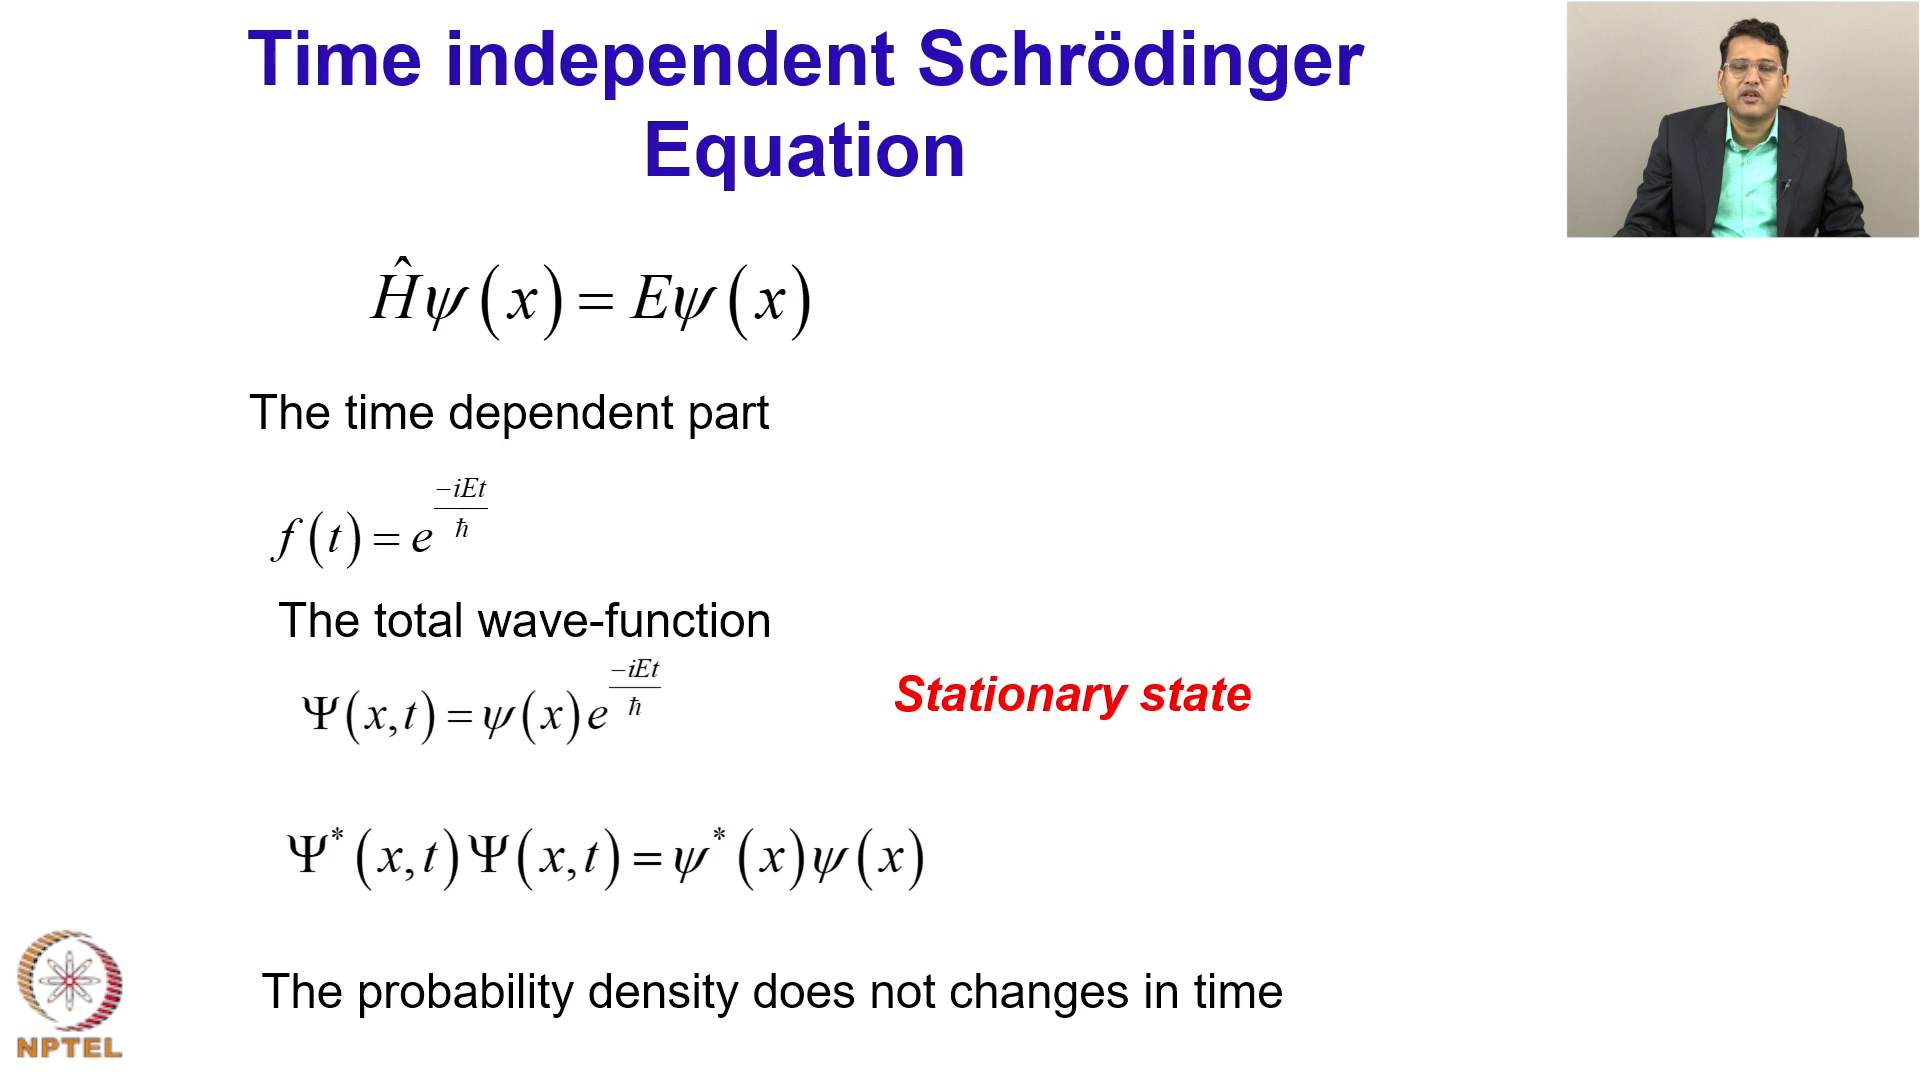 Time independent Schrödinger
Equation
Ĥψ(x) = Eψ(x)
The time dependent part
f(t) = e^(-iEt/ħ)
The total wave-function
Ψ(x,t) = ψ(x)e^(-iEt/ħ)
Stationary state
Ψ*(x,t)Ψ(x,t) = ψ*(x)ψ(x)
The probability density does not changes in time
NPTEL